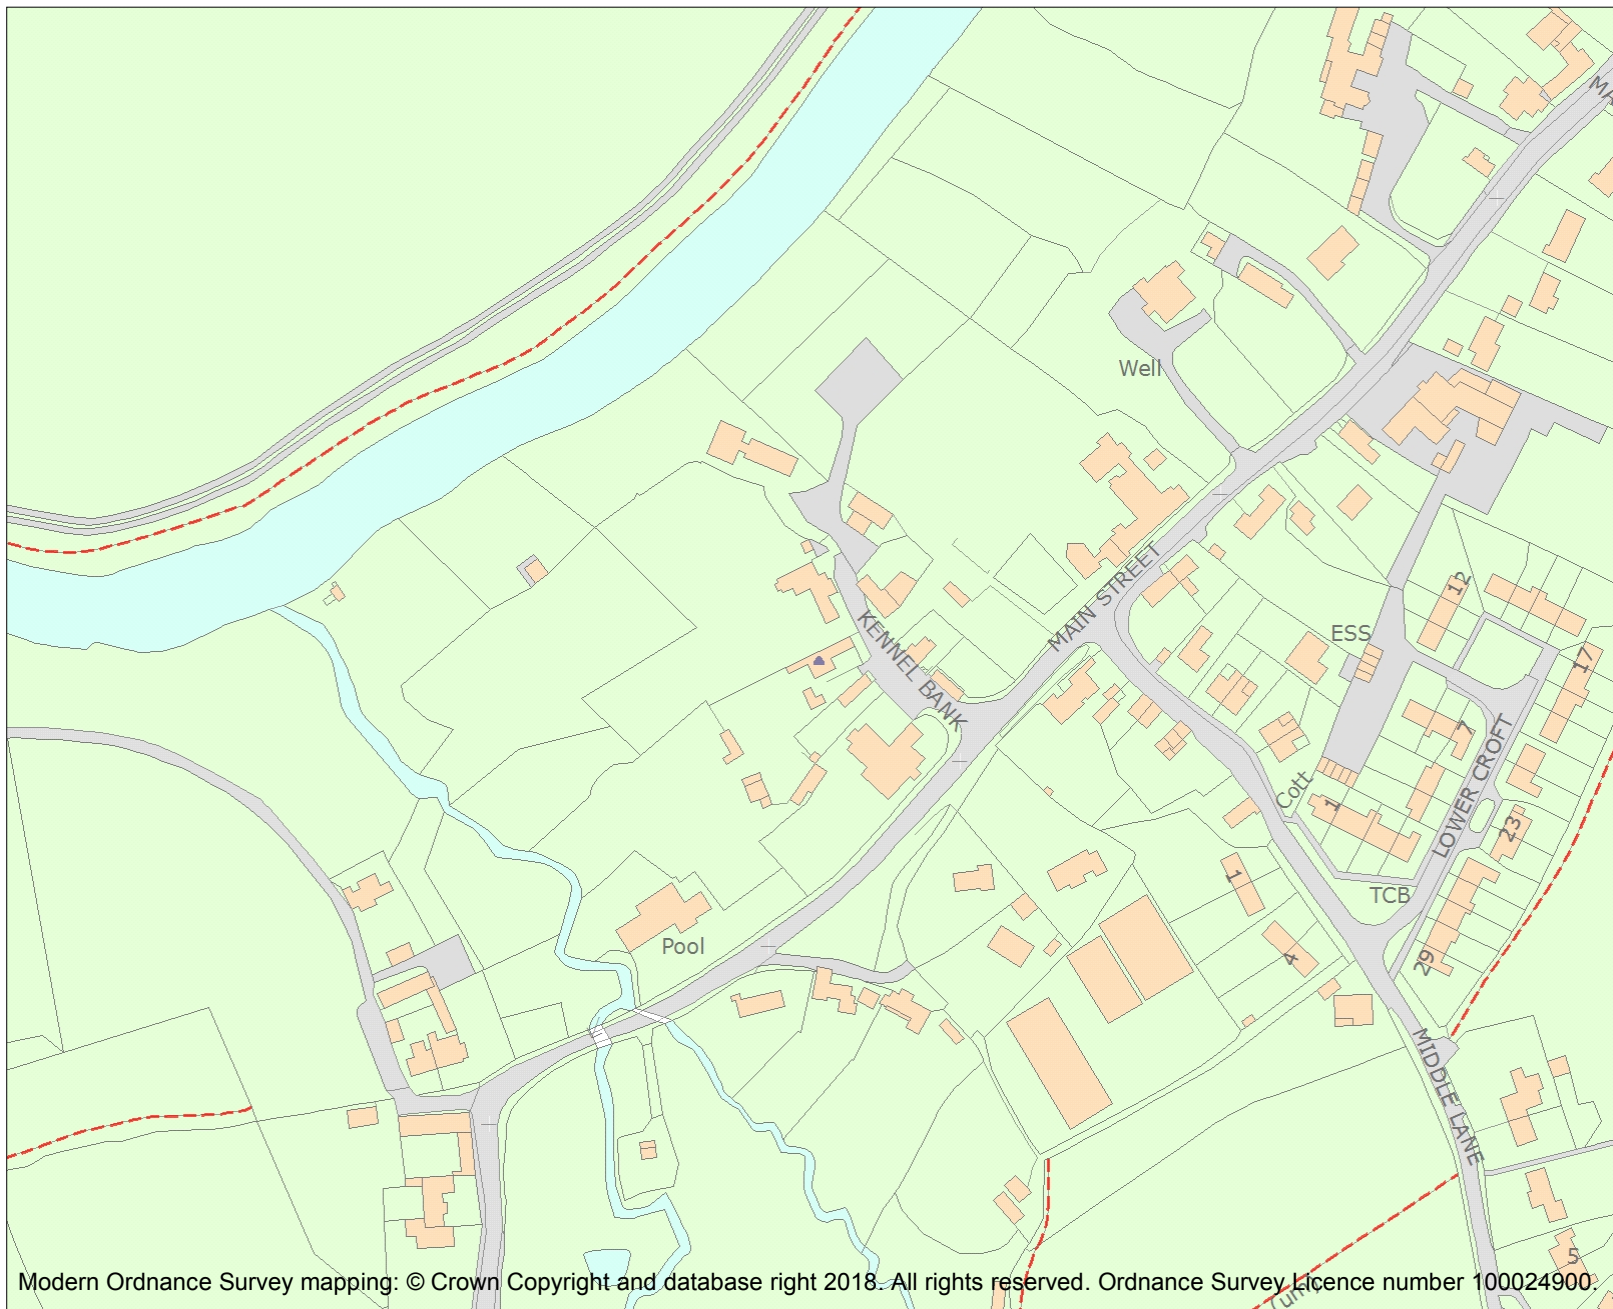 MA
Well
MAIN STREET
12
ESS
17
KENNEL BANK
7
LOWER CROFT
Cott
1
23
1
TCB
Pool
4
29
MIDDLE LANE
5
Modern Ordnance Survey mapping: © Crown Copyright and database right 2018. All rights reserved. Ordnance Survey Licence number 100024900.